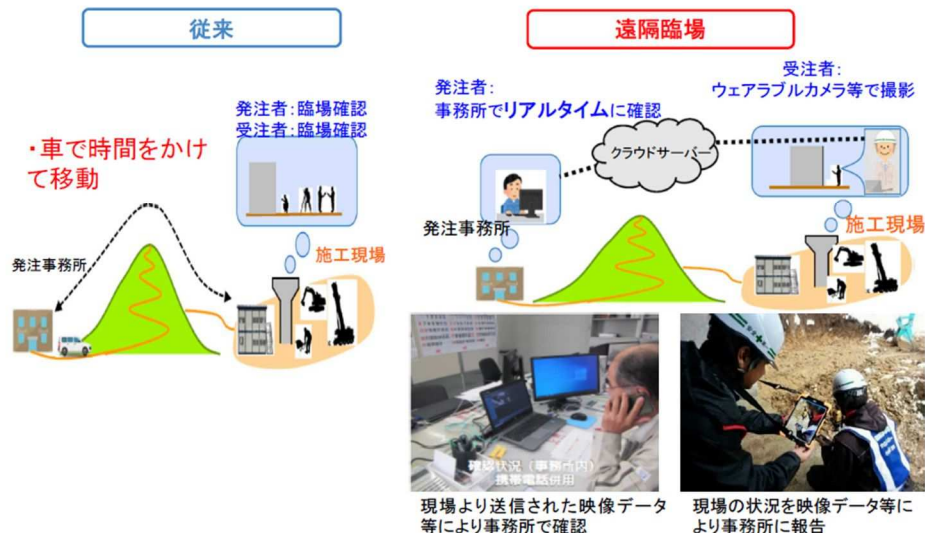 従来
発注者：臨場確認
受注者：臨場確認
・車で時間をかけ
て移動
発注事務所
施工現場
遠隔臨場
発注者：
事務所でリアルタイムに確認
受注者：
ウェアラブルカメラ等で撮影
クラウドサーバー
発注事務所
施工現場
確認状況（事務所内）
携帯電話併用
現場より送信された映像データ
等により事務所で確認
現場の状況を映像データ等に
より事務所に報告